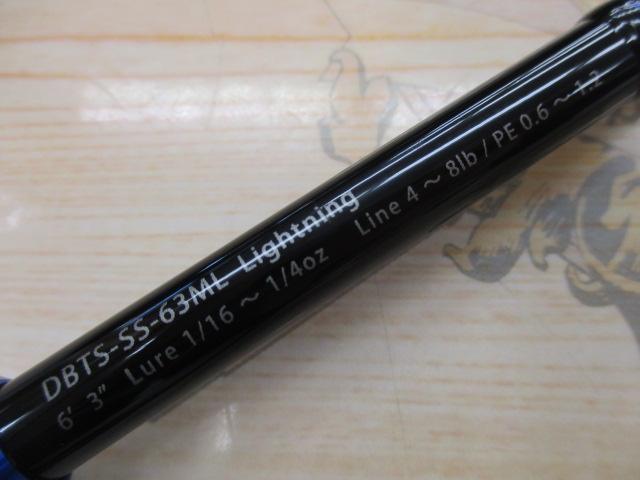 DBTS-SS-63ML Lightning
6' 3" Lure 1/16 ~ 1/4oz Line 4 ~ 8lb / PE 0.6 ~ 1.2